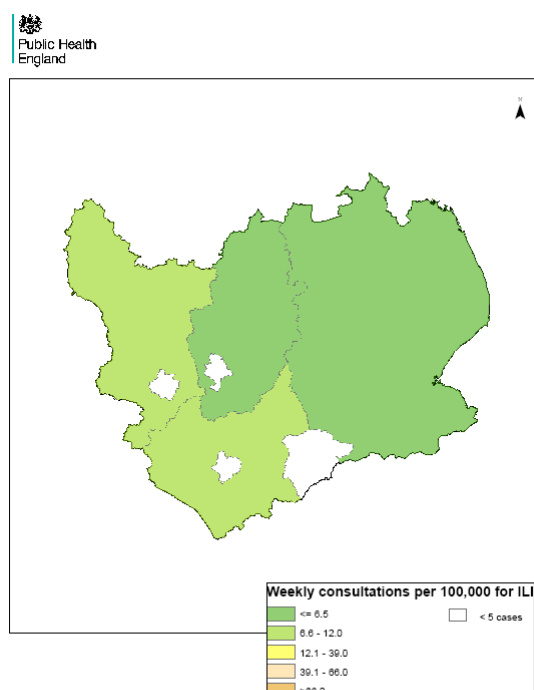 Public Health
England
N
Weekly consultations per 100,000 for ILI
<= 6.5
< 5 cases
6.6 - 12.0
12.1 - 39.0
39.1 - 66.0